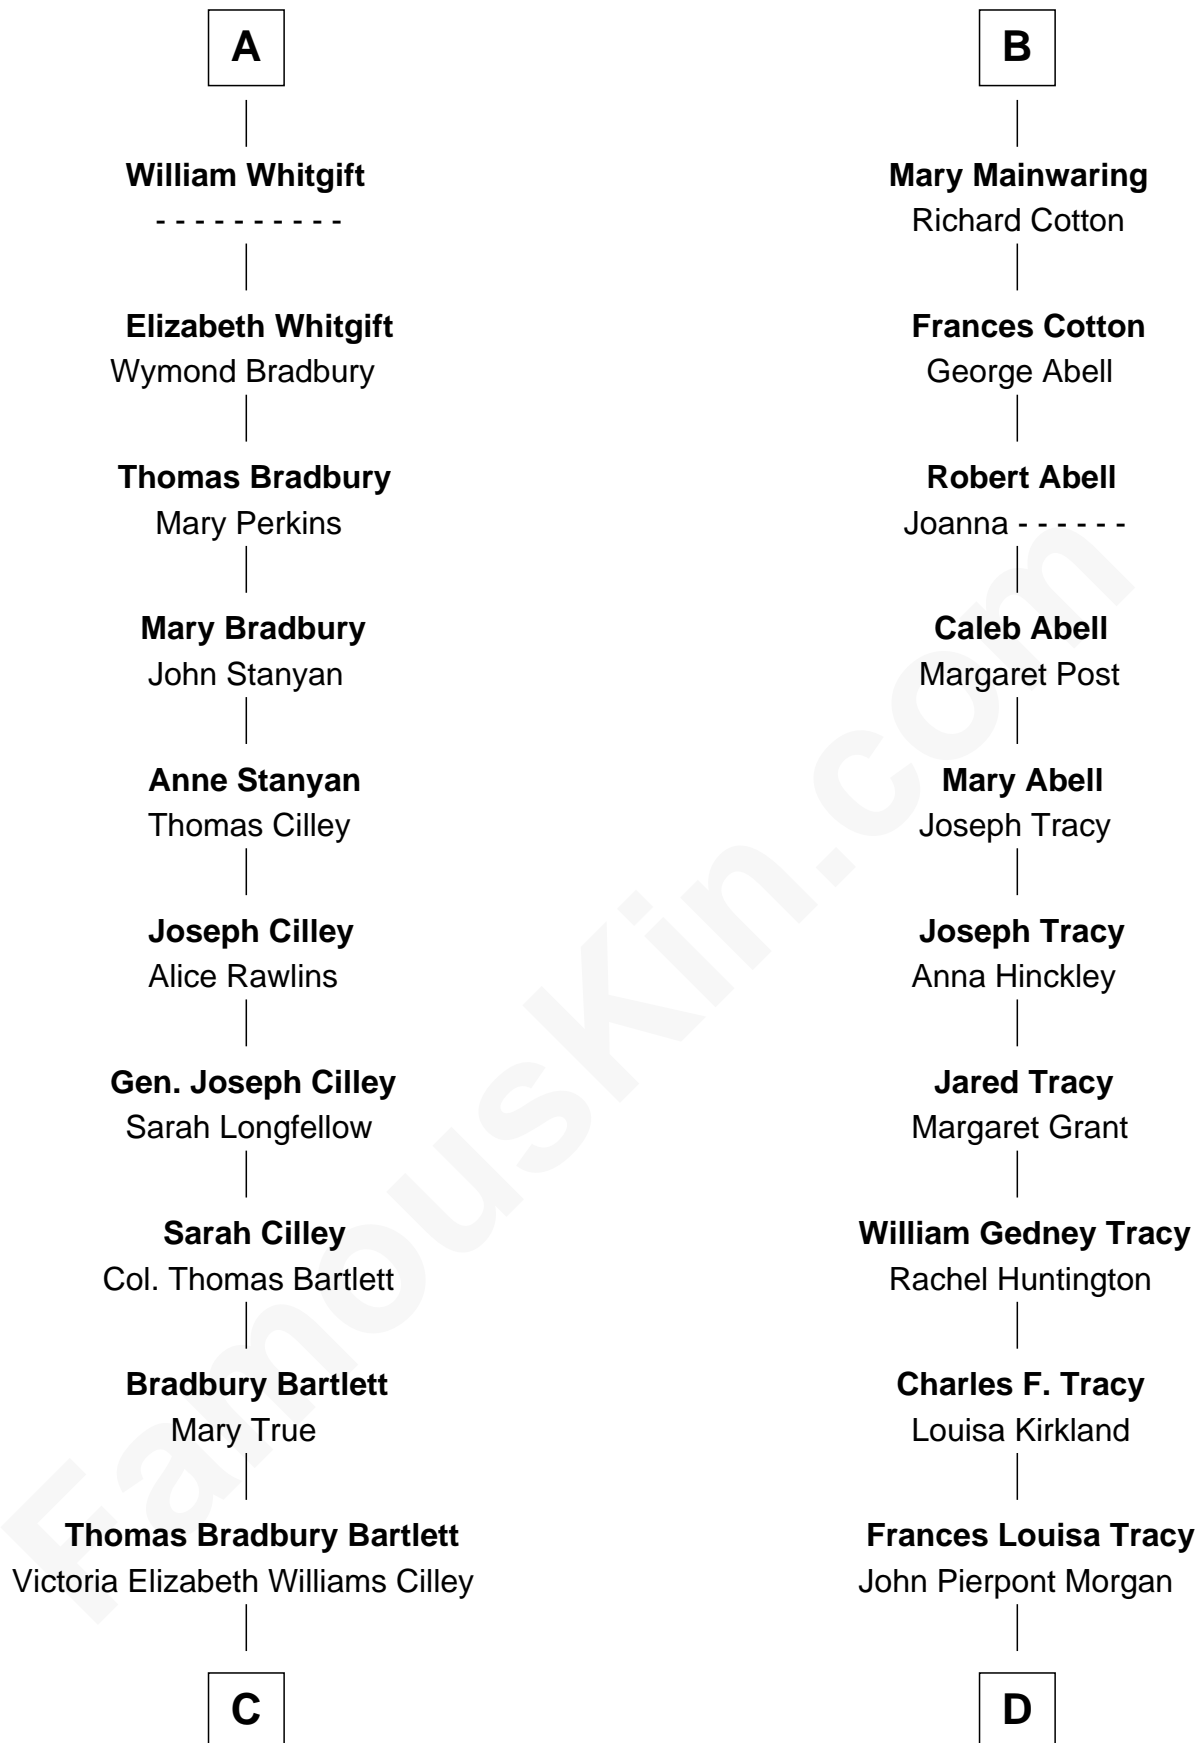 A
William Whitgift
- - - - - - - - - -
Elizabeth Whitgift
Wymond Bradbury
Thomas Bradbury
Mary Perkins
Mary Bradbury
John Stanyan
Anne Stanyan
Thomas Cilley
Joseph Cilley
Alice Rawlins
Gen. Joseph Cilley
Sarah Longfellow
Sarah Cilley
Col. Thomas Bartlett
Bradbury Bartlett
Mary True
Thomas Bradbury Bartlett
Victoria Elizabeth Williams Cilley
C
B
Mary Mainwaring
Richard Cotton
Frances Cotton
George Abell
Robert Abell
Joanna - - - - - -
Caleb Abell
Margaret Post
Mary Abell
Joseph Tracy
Joseph Tracy
Anna Hinckley
Jared Tracy
Margaret Grant
William Gedney Tracy
Rachel Huntington
Charles F. Tracy
Louisa Kirkland
Frances Louisa Tracy
John Pierpont Morgan
D
FamousKin.com